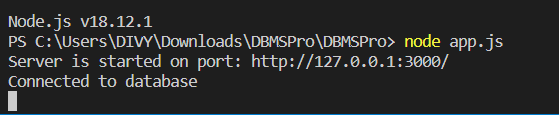 Node.js v18.12.1
PS C:\Users\DIVY\Downloads\DBMSPro\DBMSPro> node app.js
Server is started on port: http://127.0.0.1:3000/
Connected to database